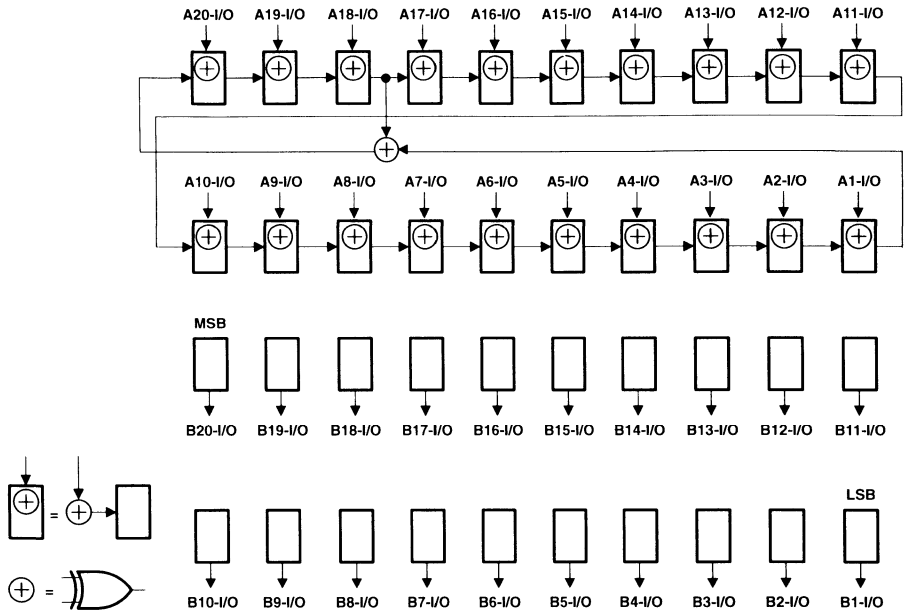 A20-I/O A19-I/O A18-I/O A17-I/O A16-I/O A15-I/O A14-I/O A13-I/O A12-I/O A11-I/O
A10-I/O A9-I/O A8-I/O A7-I/O A6-I/O A5-I/O A4-I/O A3-I/O A2-I/O A1-I/O
MSB
B20-I/O B19-I/O B18-I/O B17-I/O B16-I/O B15-I/O B14-I/O B13-I/O B12-I/O B11-I/O
LSB
=
=
B10-I/O B9-I/O B8-I/O B7-I/O B6-I/O B5-I/O B4-I/O B3-I/O B2-I/O B1-I/O